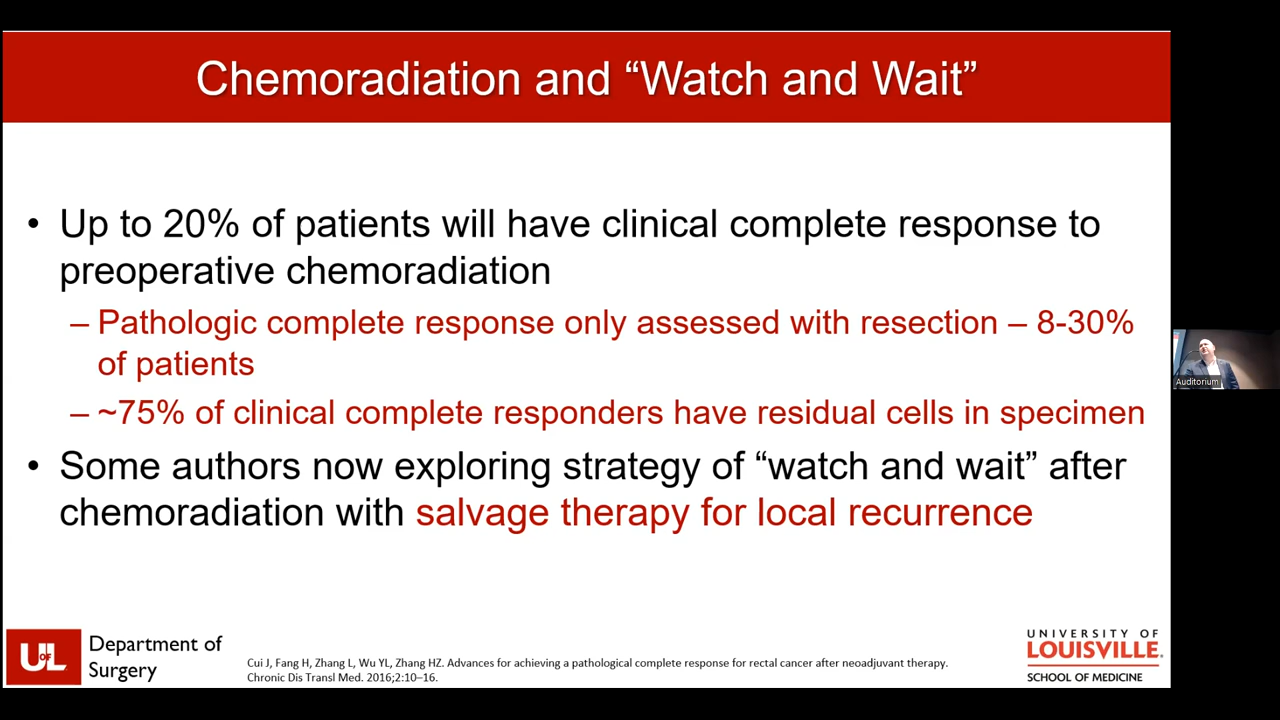 Chemoradiation and “Watch and Wait”
• Up to 20% of patients will have clinical complete response to
preoperative chemoradiation
– Pathologic complete response only assessed with resection – 8-30%
of patients
– ~75% of clinical complete responders have residual cells in specimen
• Some authors now exploring strategy of “watch and wait” after
chemoradiation with salvage therapy for local recurrence
Auditorium
UofL
Department of
Surgery
Cui J, Fang H, Zhang L, Wu YL, Zhang HZ. Advances for achieving a pathological complete response for rectal cancer after neoadjuvant therapy.
Chronic Dis Transl Med. 2016;2:10–16.
UNIVERSITY OF
LOUISVILLE.
SCHOOL OF MEDICINE